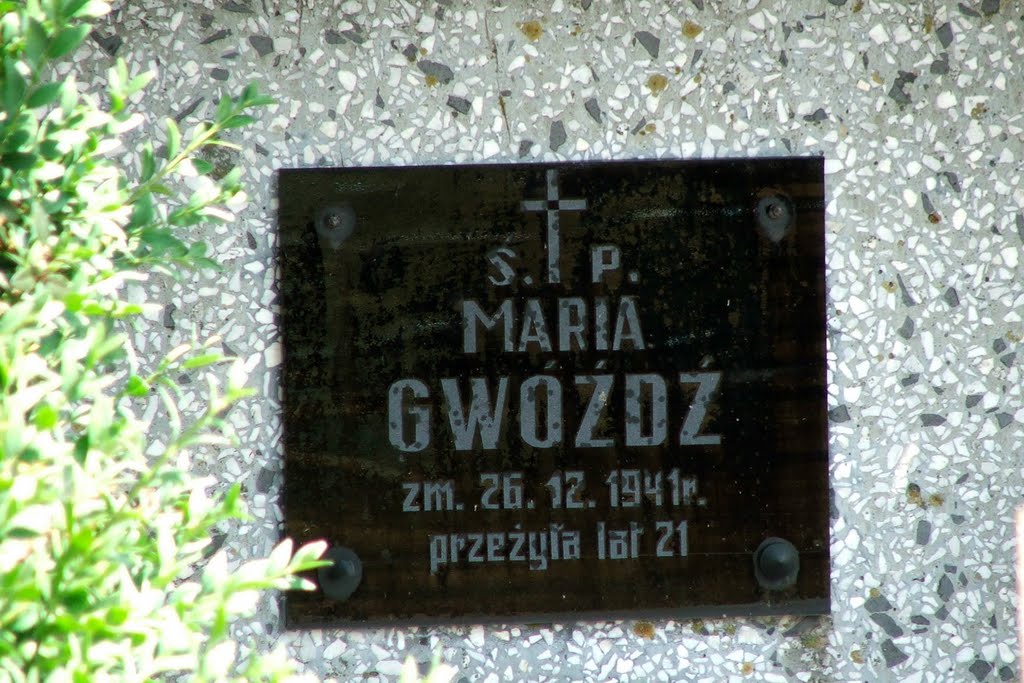 Ś. P.
MARIA
GWÓŹDŹ
zm. 26. 12. 1941r.
przeżyła lat 21